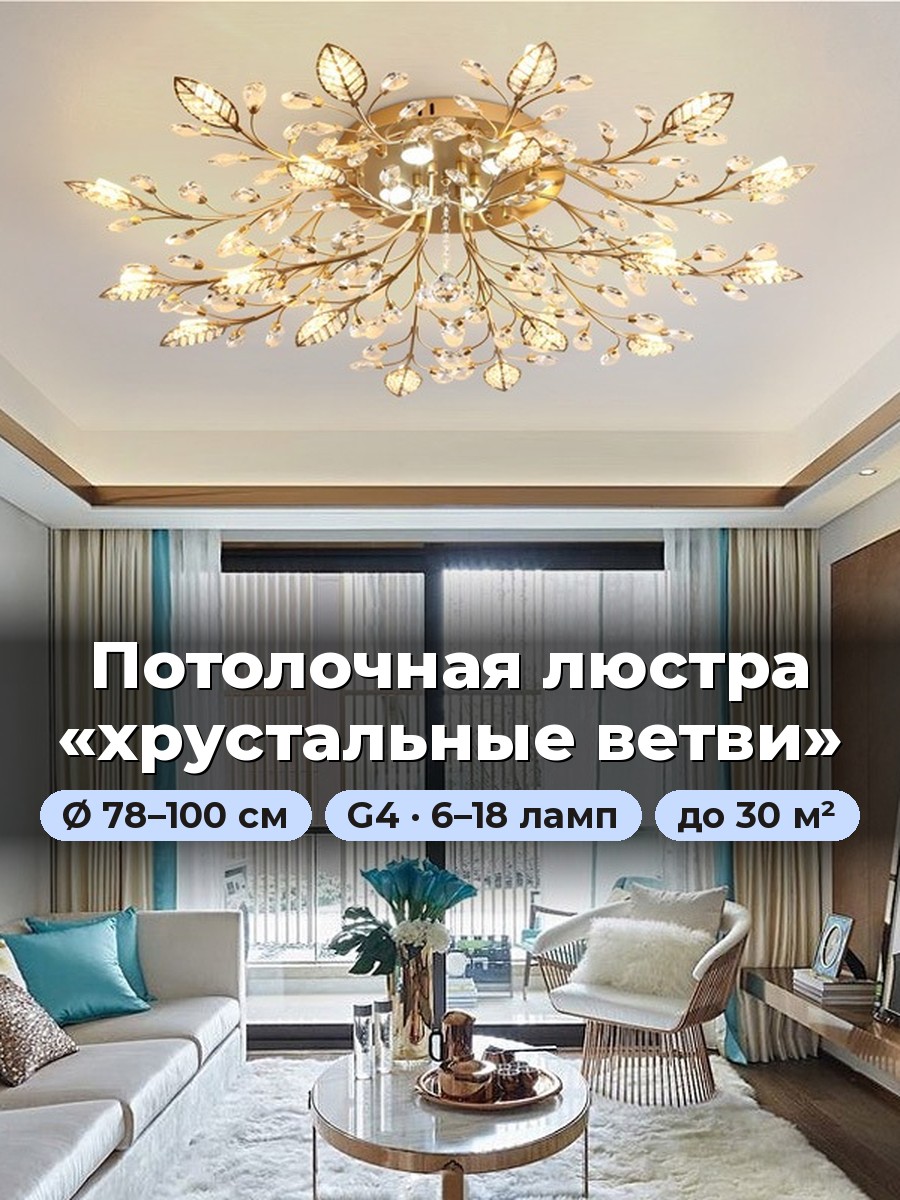 Потолочная люстра
«хрустальные ветви»
Ø 78–100 см G4 · 6–18 ламп до 30 м²